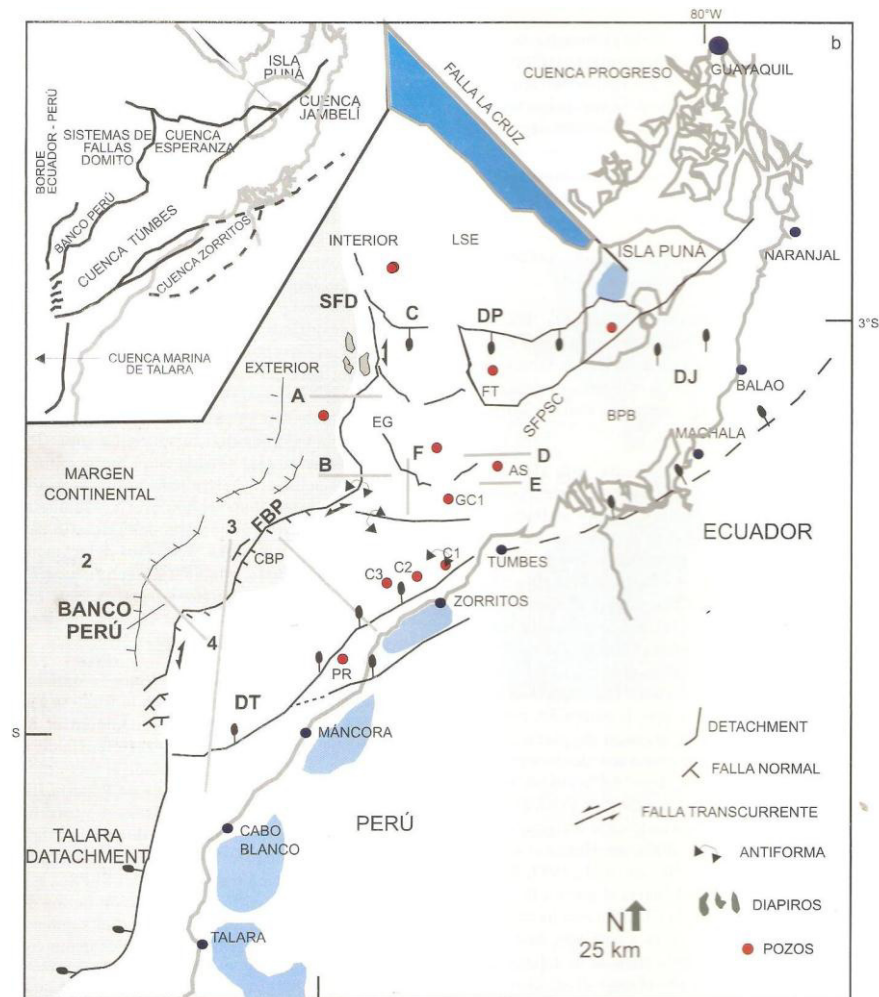 80°W
b
GUAYAQUIL
CUENCA PROGRESO
FALLA LA CRUZ
ISLA
PUNÁ
CUENCA
JAMBELÍ
SISTEMAS DE
FALLAS
DOMITO
CUENCA
ESPERANZA
BORDE
ECUADOR - PERÚ
BANCO PERÚ
CUENCA TÚMBES
CUENCA ZORRITOS
CUENCA MARINA
DE TALARA
INTERIOR
LSE
ISLA PUNÁ
NARANJAL
SFD
C
DP
3°S
EXTERIOR
A
FT
DJ
BALAO
SFPSC
BPB
EG
F
D
MACHALA
B
AS
E
GC1
MARGEN
CONTINENTAL
3
FBP
CBP
ECUADOR
2
C1
C2
C3
TÚMBES
ZORRITOS
BANCO
PERÚ
4
PR
DT
S
MÁNCORA
DETACHMENT
FALLA NORMAL
FALLA TRANSCURRENTE
ANTIFORMA
DIAPIROS
POZOS
N
25 km
PERÚ
CABO
BLANCO
TALARA
DATACHMENT
TALARA